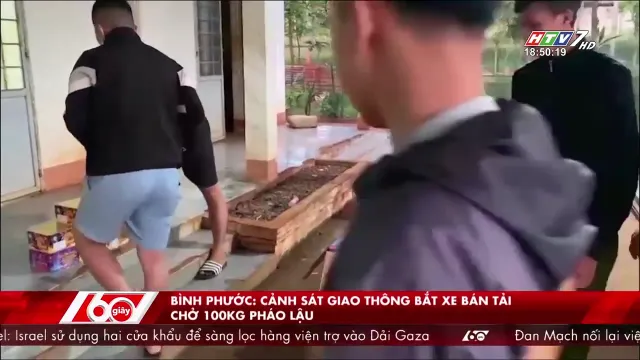 HTV7 HD
18:50:19
60 giây
BÌNH PHƯỚC: CẢNH SÁT GIAO THÔNG BẮT XE BÁN TẢI
CHỞ 100KG PHÁO LẬU
el: Israel sử dụng hai cửa khẩu để sàng lọc hàng viện trợ vào Dải Gaza 60 giây Đan Mạch nối lại vi